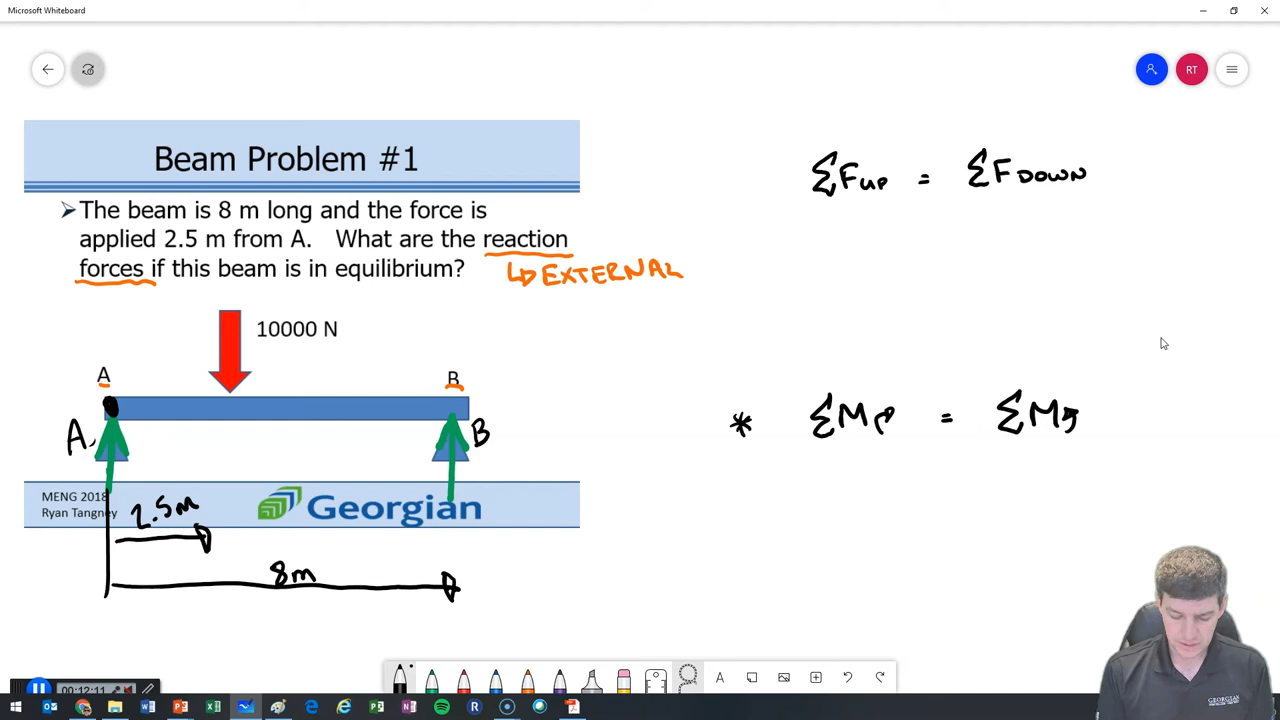 Microsoft Whiteboard
RT
Beam Problem #1
The beam is 8 m long and the force is
applied 2.5 m from A. What are the reaction
forces if this beam is in equilibrium?
↳ EXTERNAL
10000 N
A B
A B
MENG 2018
Ryan Tangney
Georgian
2.5m
8m
ΣFUP = ΣFDOWN
* ΣM↱ = ΣM↰
00:12:11
GEORGIAN